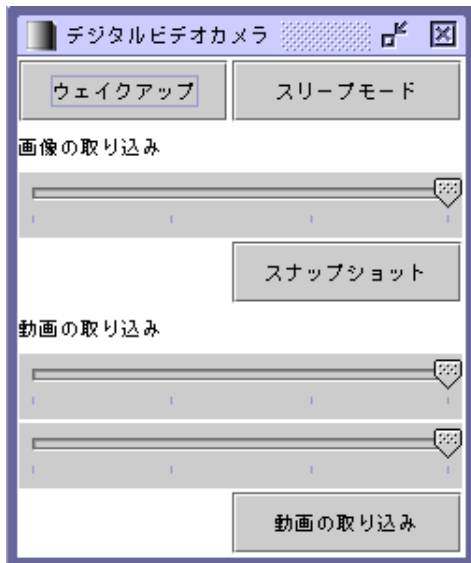 デジタルビデオカメラ
ウェイクアップ
スリープモード
画像の取り込み
スナップショット
動画の取り込み
動画の取り込み